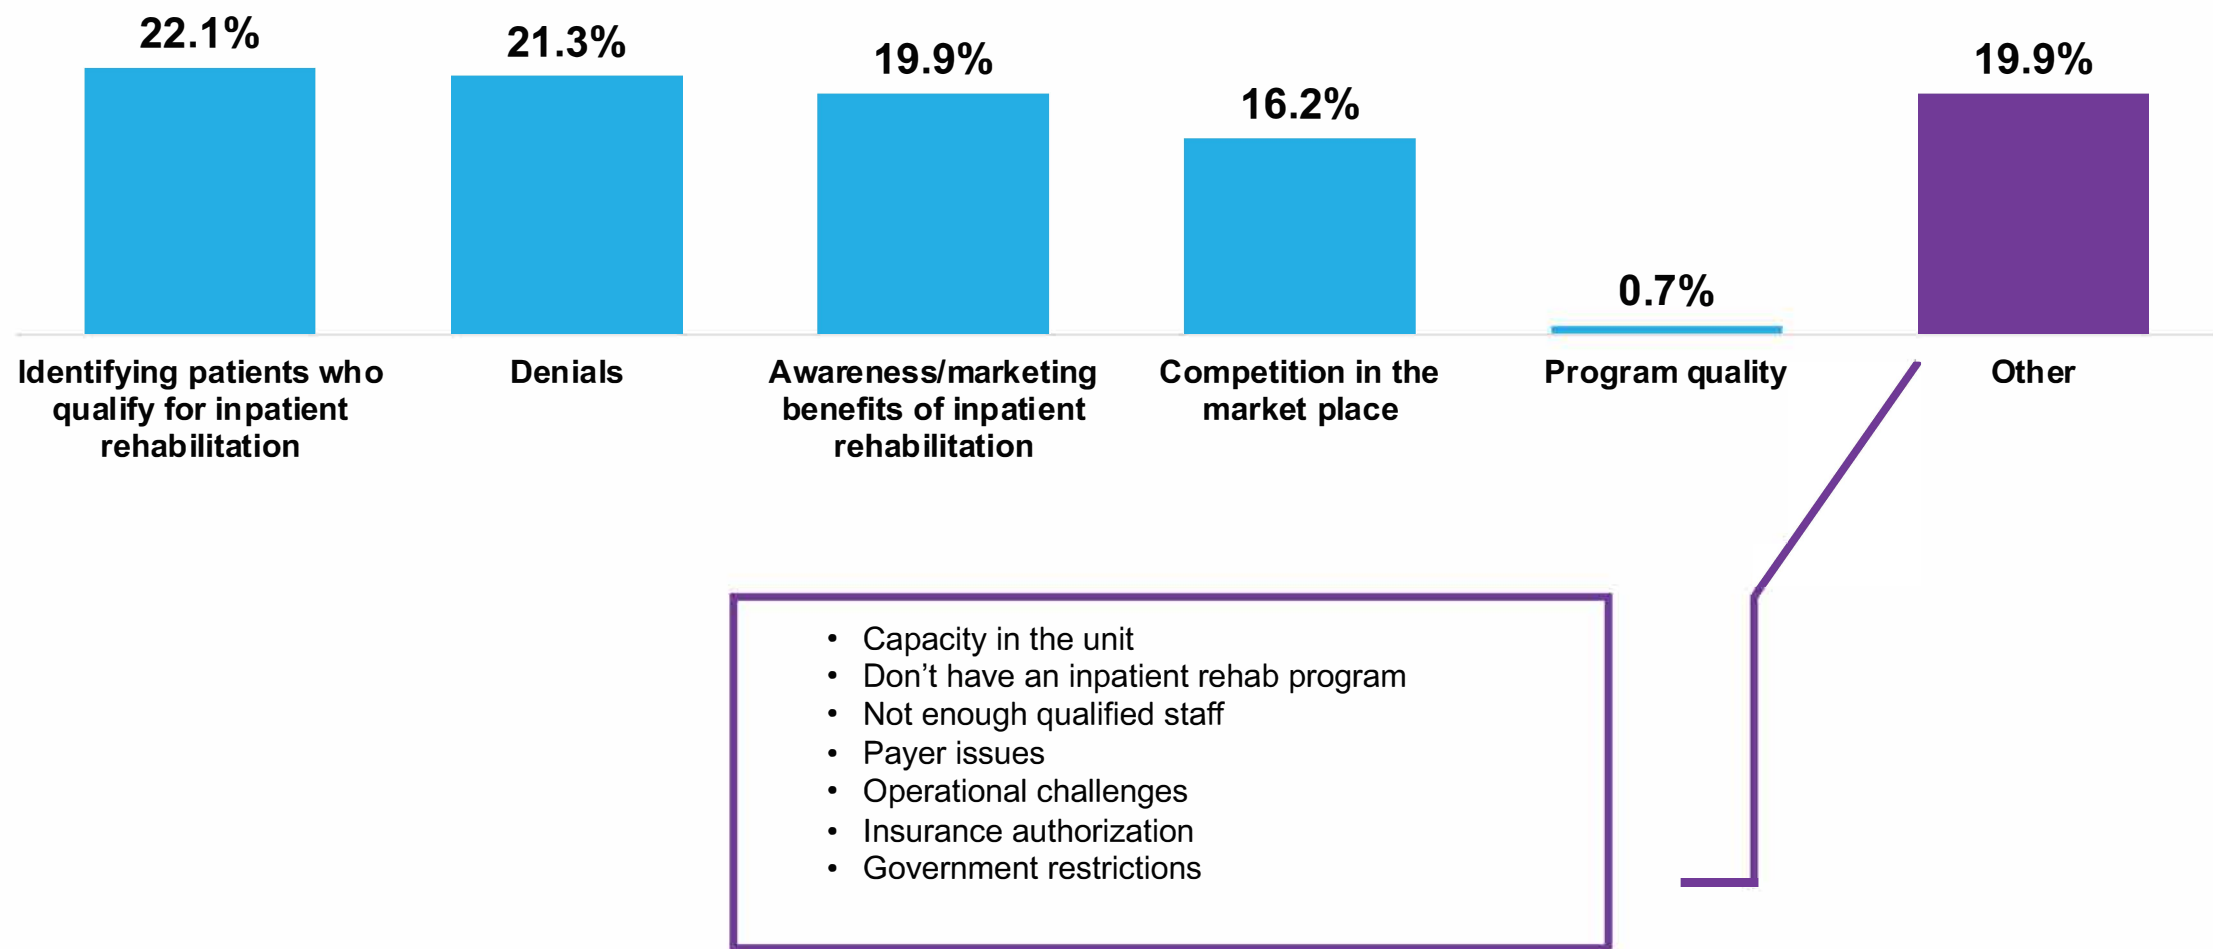 22.1%
21.3%
19.9%
16.2%
0.7%
19.9%
Identifying patients who
qualify for inpatient
rehabilitation
Denials
Awareness/marketing
benefits of inpatient
rehabilitation
Competition in the
market place
Program quality
Other
• Capacity in the unit
• Don’t have an inpatient rehab program
• Not enough qualified staff
• Payer issues
• Operational challenges
• Insurance authorization
• Government restrictions